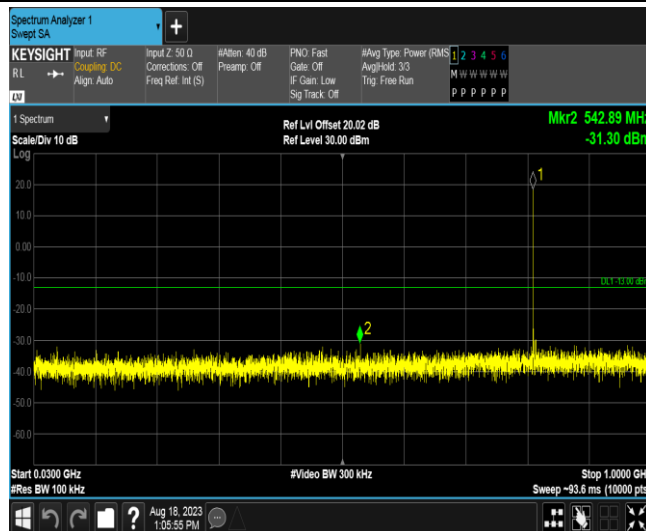 Spectrum Analyzer 1
Swept SA
KEYSIGHT
RL
LXI
Input: RF
Coupling: DC
Align: Auto
Input Z: 50 Ω
Corrections: Off
Freq Ref: Int (S)
#Atten: 40 dB
Preamp: Off
PNO: Fast
Gate: Off
IF Gain: Low
Sig Track: Off
#Avg Type: Power (RMS
Avg|Hold: 3/3
Trig: Free Run
1 2 3 4 5 6
M W W W W W
P P P P P P
1 Spectrum
Scale/Div 10 dB
Ref Lvl Offset 20.02 dB
Ref Level 30.00 dBm
Mkr2 542.89 MHz
-31.30 dBm
Log
1
20.0
10.0
0.00
-10.0
DL1 -13.00 dBm
-20.0
2
-30.0
-40.0
-50.0
-60.0
Start 0.0300 GHz
#Video BW 300 kHz
Stop 1.0000 GH
#Res BW 100 kHz
Sweep ~93.6 ms (10000 pts
?
Aug 18, 2023
1:05:55 PM